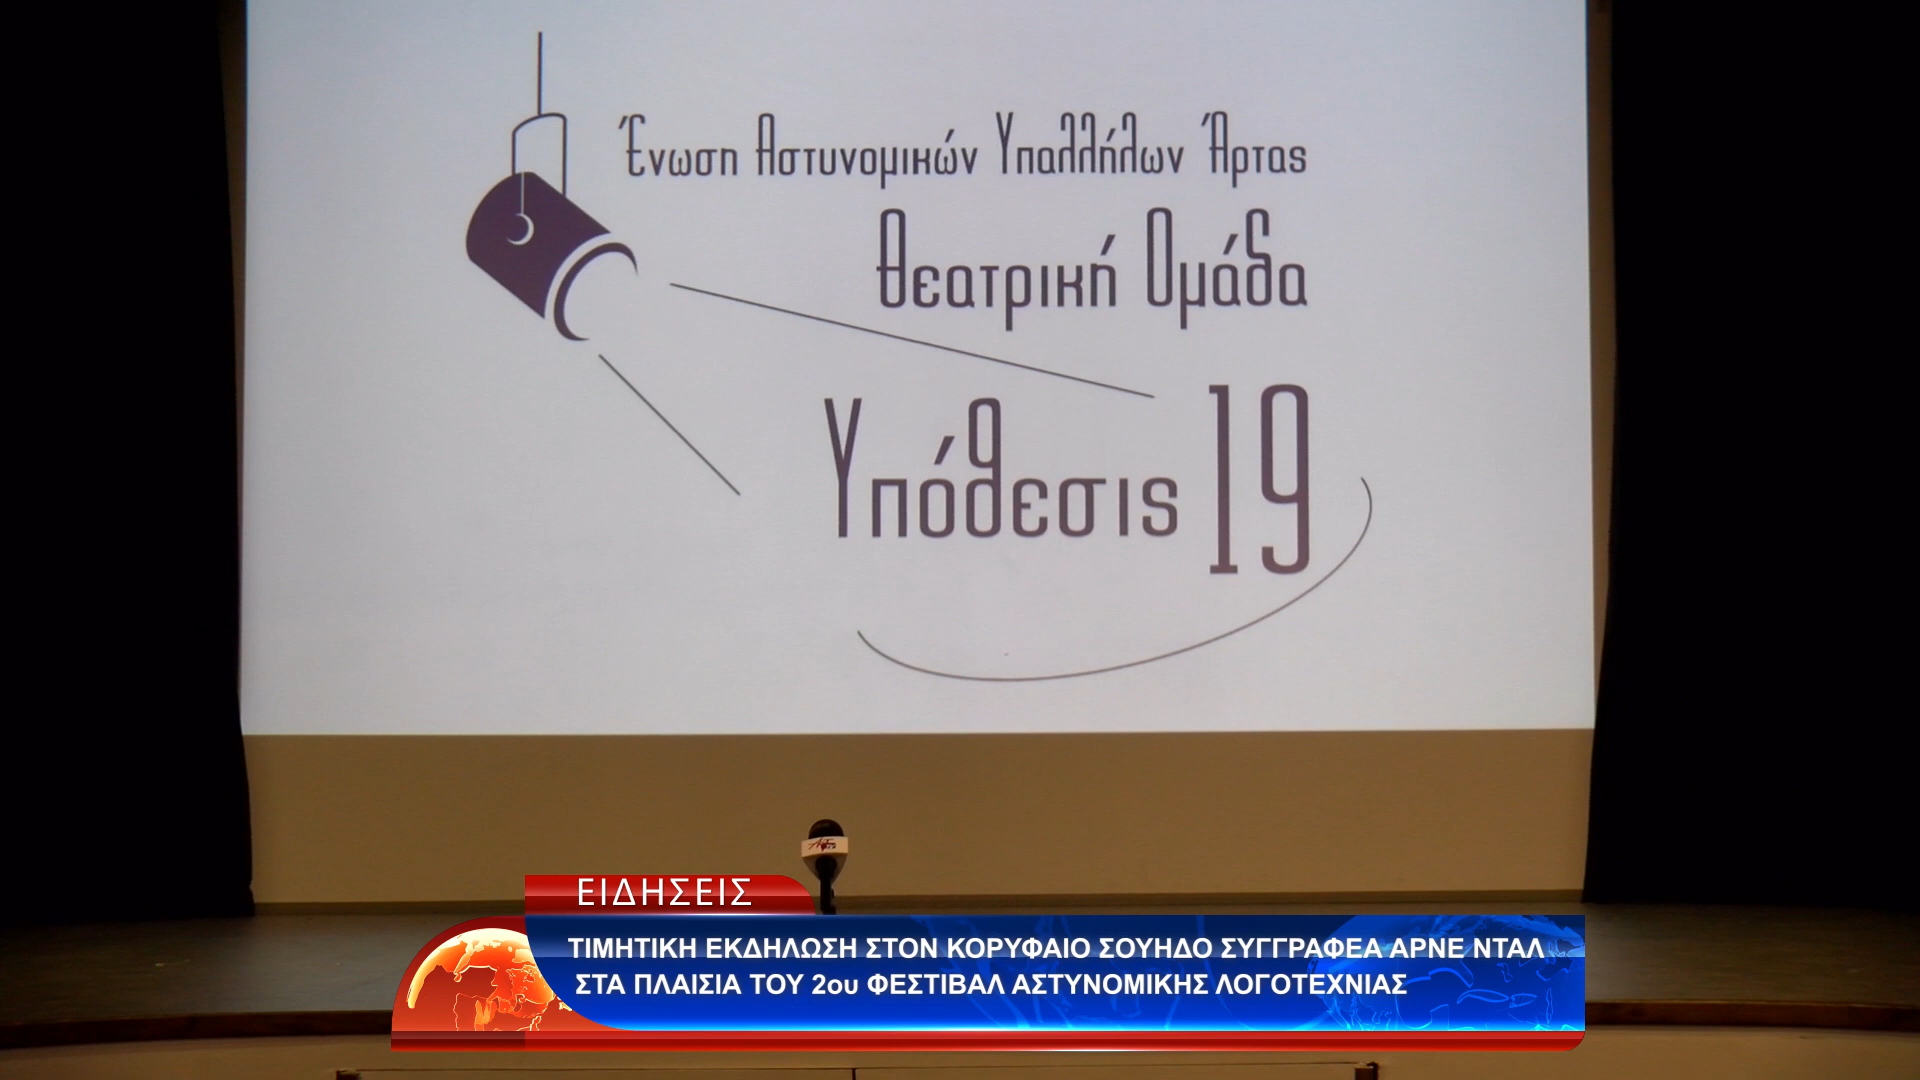 Ένωση Αστυνομικών Υπαλλήλων Άρτας
Θεατρική Ομάδα
Υπόθεσις 19
ΕΙΔΗΣΕΙΣ
ΤΙΜΗΤΙΚΗ ΕΚΔΗΛΩΣΗ ΣΤΟΝ ΚΟΡΥΦΑΙΟ ΣΟΥΗΔΟ ΣΥΓΓΡΑΦΕΑ ΑΡΝΕ ΝΤΑΛ
ΣΤΑ ΠΛΑΙΣΙΑ ΤΟΥ 2ου ΦΕΣΤΙΒΑΛ ΑΣΤΥΝΟΜΙΚΗΣ ΛΟΓΟΤΕΧΝΙΑΣ